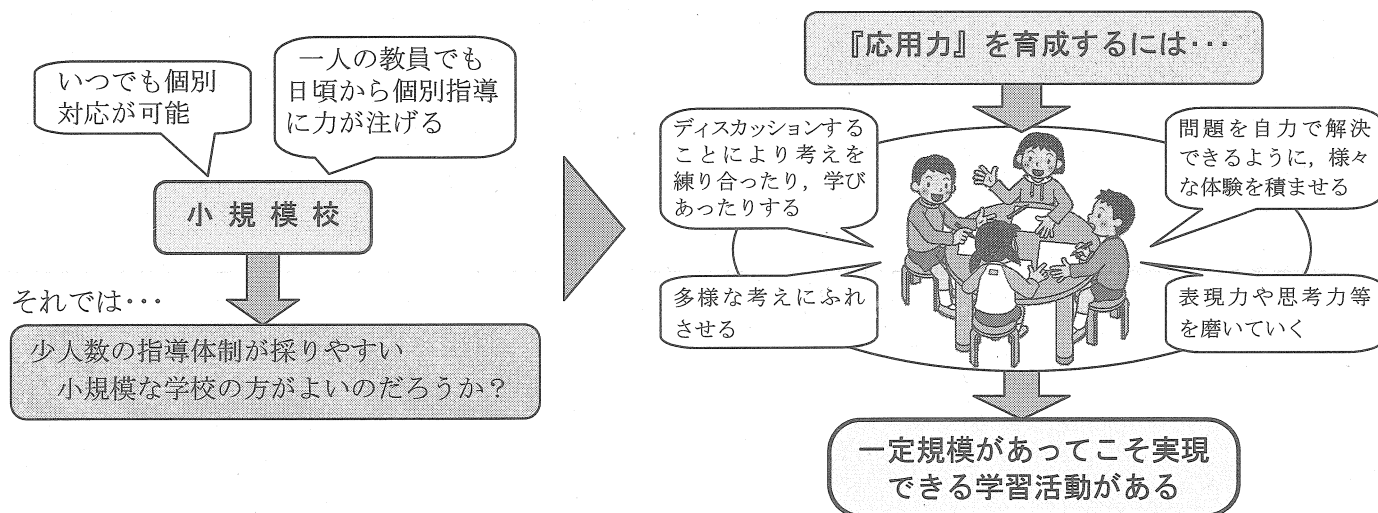 いつでも個別
対応が可能
一人の教員でも
日頃から個別指導
に力が注げる
小規模校
それでは・・・
少人数の指導体制が採りやすい
小規模な学校の方がよいのだろうか？
『応用力』を育成するには・・・
ディスカッションする
ことにより考えを
練り合ったり，学び
あったりする
問題を自力で解決
できるように，様々
な体験を積ませる
多様な考えにふれ
させる
表現力や思考力等
を磨いていく
一定規模があってこそ実現
できる学習活動がある